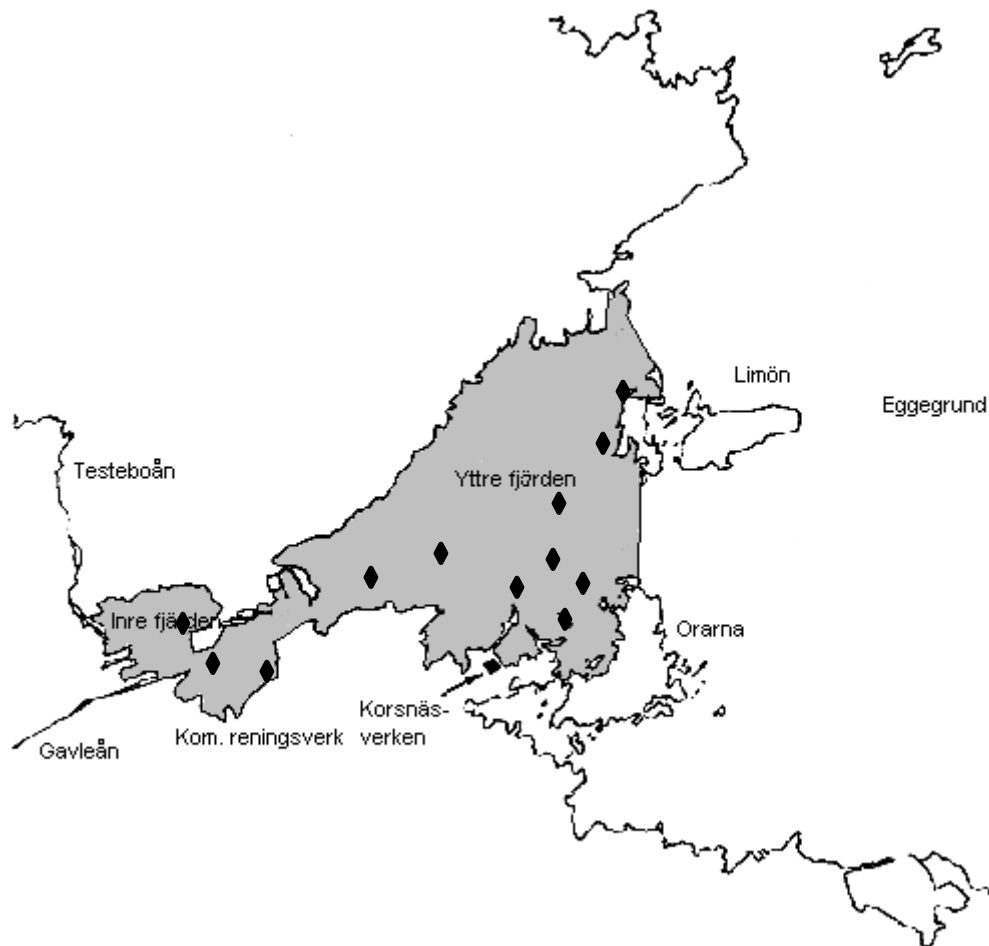 Limön
Eggegrund
Testeboån
Yttre fjärden
Inre fjärden
Orarna
Korsnäs-
verken
Kom. reningsverk
Gavleån